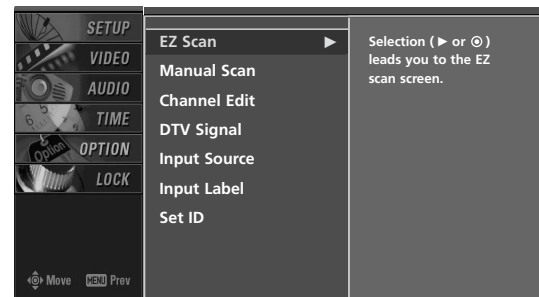 SETUP
VIDEO
AUDIO
TIME
OPTION
LOCK
Option
Move MENU Prev
EZ Scan ►
Manual Scan
Channel Edit
DTV Signal
Input Source
Input Label
Set ID
Selection ( ► or ⊙ )
leads you to the EZ
scan screen.